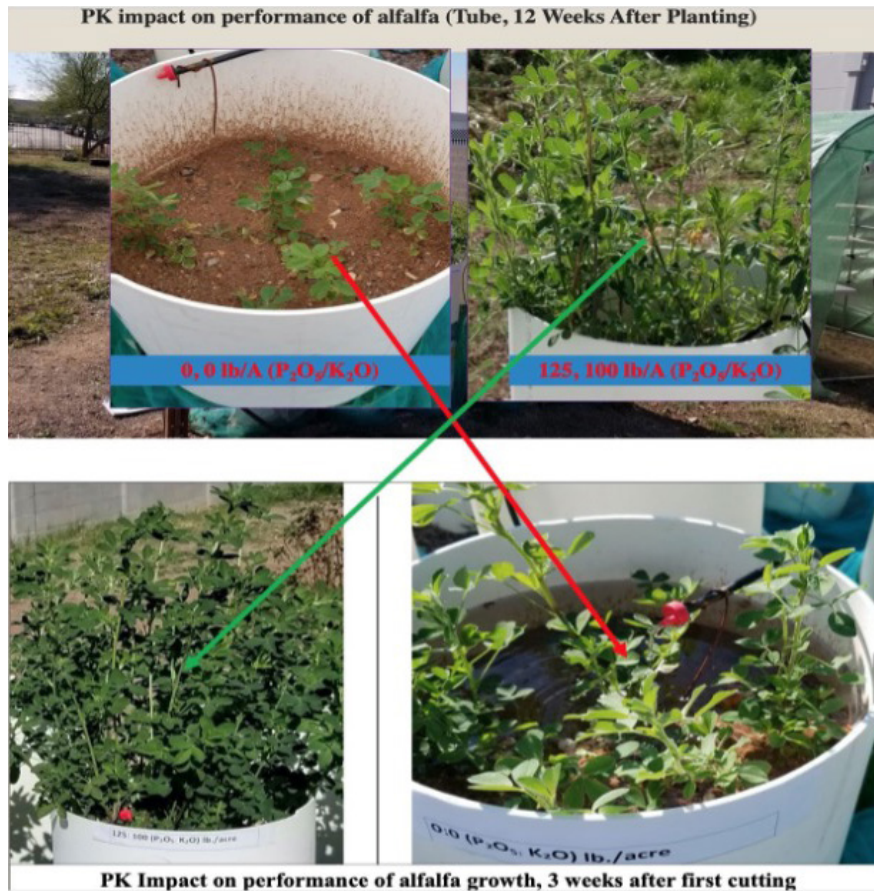 PK impact on performance of alfalfa (Tube, 12 Weeks After Planting)
0, 0 lb/A (P₂O₅/K₂O)
125, 100 lb/A (P₂O₅/K₂O)
125: 100 (P₂O₅: K₂O) lb./acre
0:0 (P₂O₅: K₂O) lb./acre
PK Impact on performance of alfalfa growth, 3 weeks after first cutting